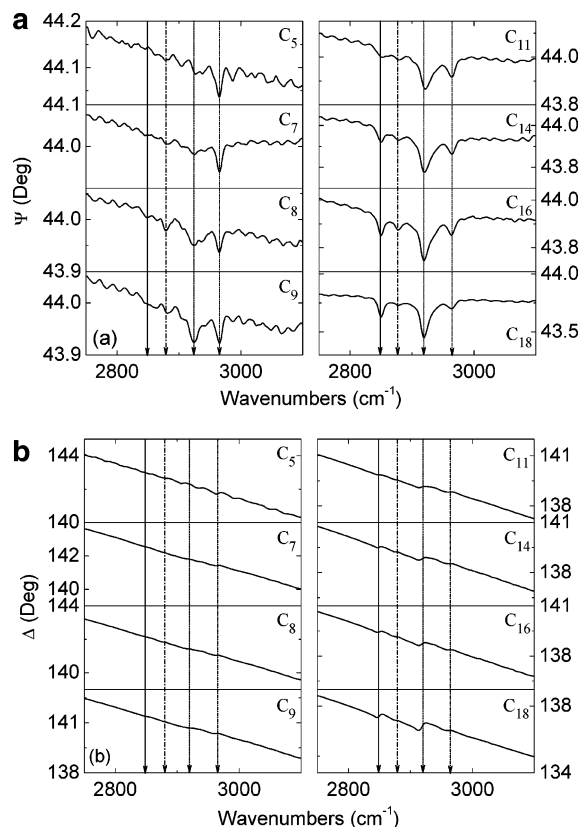 a
44.2
44.1
44.1
44.0
44.0
43.9
44.0
43.9
Ψ (Deg)
C5
C7
C8
C9
(a)
2800
3000
Wavenumbers (cm-1)
C11
C14
C16
C18
44.0
43.8
44.0
43.8
44.0
43.8
44.0
43.5
2800
3000
Wavenumbers (cm-1)
b
144
140
142
140
144
140
141
138
Δ (Deg)
C5
C7
C8
C9
(b)
2800
3000
Wavenumbers (cm-1)
C11
C14
C16
C18
141
138
141
138
141
138
138
134
2800
3000
Wavenumbers (cm-1)